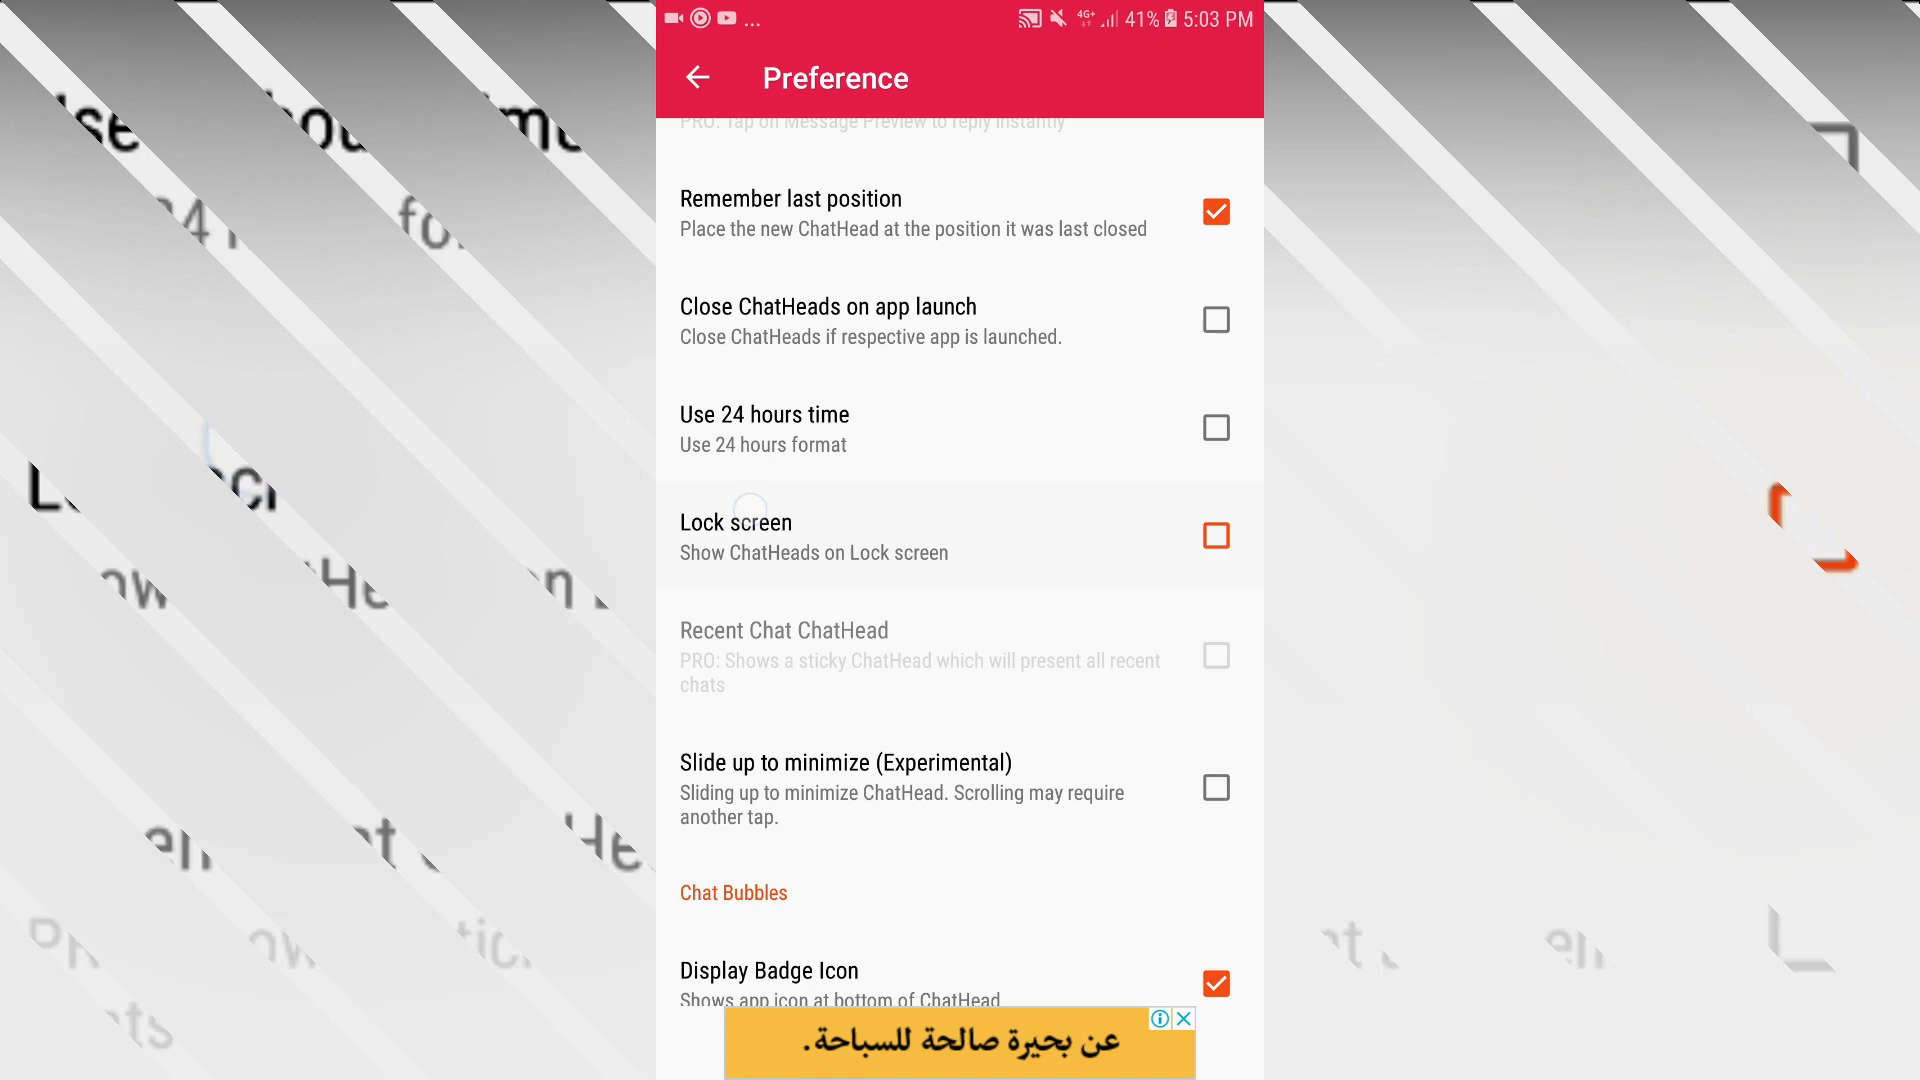 ... 4G+ 41% 5:03 PM
Preference
PRO: Tap on Message Preview to reply instantly
Remember last position
Place the new ChatHead at the position it was last closed
Close ChatHeads on app launch
Close ChatHeads if respective app is launched.
Use 24 hours time
Use 24 hours format
Lock screen
Show ChatHeads on Lock screen
Recent Chat ChatHead
PRO: Shows a sticky ChatHead which will present all recent
chats
Slide up to minimize (Experimental)
Sliding up to minimize ChatHead. Scrolling may require
another tap.
Chat Bubbles
Display Badge Icon
Shows app icon at bottom of ChatHead
عن بحيرة صالحة للسباحة.